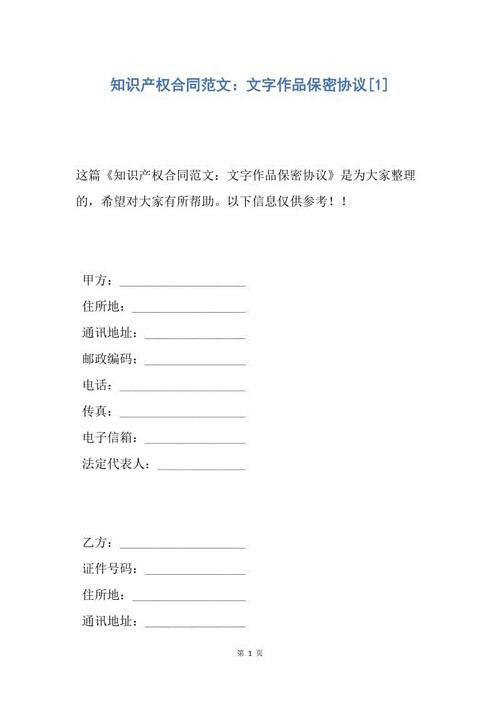 知识产权合同范文：文字作品保密协议[1]
这篇《知识产权合同范文：文字作品保密协议》是为大家整理
的，希望对大家有所帮助。以下信息仅供参考！！
甲方：____________________
住所地：__________________
通讯地址：________________
邮政编码：________________
电话：____________________
传真：____________________
电子信箱：________________
法定代表人：______________
乙方：____________________
证件号码：________________
住所地：__________________
通讯地址：________________
第 1 页